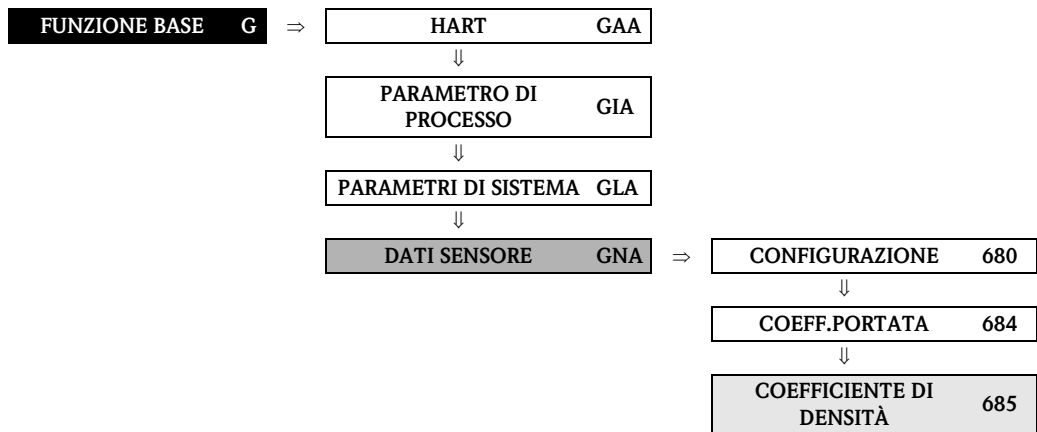 FUNZIONE BASE G ⇒ HART GAA
⇓
PARAMETRO DI
PROCESSO GIA
⇓
PARAMETRI DI SISTEMA GLA
⇓
DATI SENSORE GNA ⇒ CONFIGURAZIONE 680
⇓
COEFF.PORTATA 684
⇓
COEFFICIENTE DI
DENSITÀ 685